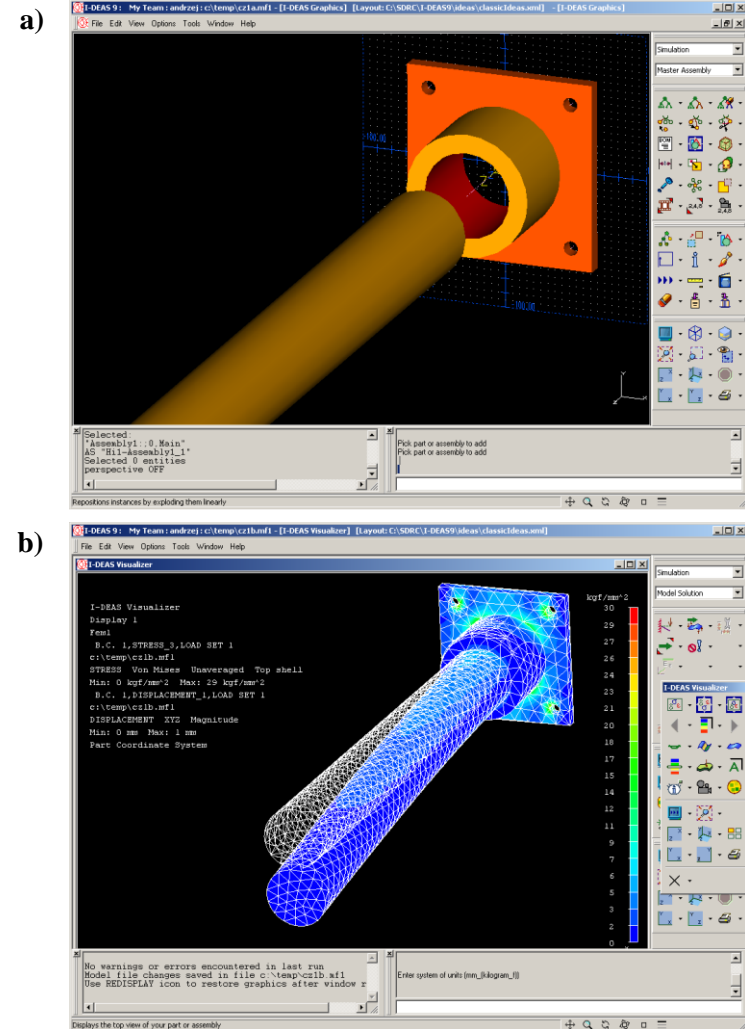 a)
I-DEAS 9 : My Team : andrzej : c:\temp\cz1a.mf1 - [I-DEAS Graphics] [Layout: C:\SDRC\I-DEAS9\ideas\classicIdeas.xml] - [I-DEAS Graphics]
File Edit View Options Tools Window Help
Simulation
Master Assembly
-100.00
Z
-100.00
Y
Z
X
Selected:
"Assembly1:;0.Main"
AS "Hi1-Assembly1_1"
Selected 0 entities
perspective OFF
Pick part or assembly to add
Pick part or assembly to add
Repositions instances by exploding them linearly
b)
I-DEAS 9 : My Team : andrzej : c:\temp\cz1b.mf1 - [I-DEAS Visualizer] [Layout: C:\SDRC\I-DEAS9\ideas\classicIdeas.xml]
File Edit View Options Tools Window Help
I-DEAS Visualizer
Simulation
Model Solution
I-DEAS Visualizer
I-DEAS Visualizer
Display 1
Fem1
B.C. 1,STRESS_3,LOAD SET 1
c:\temp\cz1b.mf1
STRESS Von Mises Unaveraged Top shell
Min: 0 kgf/mm^2 Max: 29 kgf/mm^2
B.C. 1,DISPLACEMENT_1,LOAD SET 1
c:\temp\cz1b.mf1
DISPLACEMENT XYZ Magnitude
Min: 0 mm Max: 1 mm
Part Coordinate System
kgf/mm^2
30
29
27
26
24
23
21
20
18
17
15
14
12
11
9
7
6
5
3
2
0
No warnings or errors encountered in last run
Model file changes saved in file c:\temp\cz1b.mf1
Use REDISPLAY icon to restore graphics after window r
Enter system of units (mm_(kilogram_f))
Displays the top view of your part or assembly